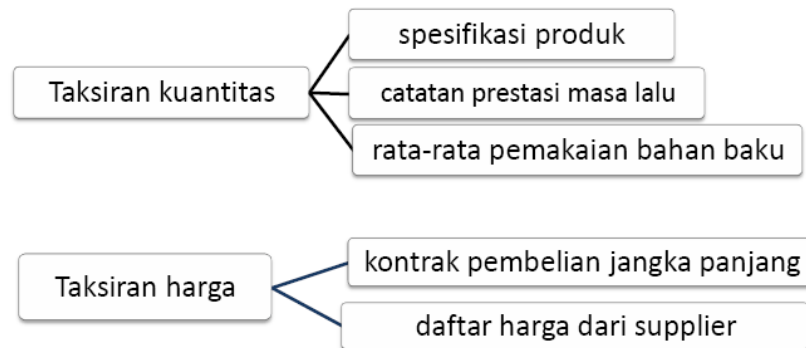 spesifikasi produk
Taksiran kuantitas
catatan prestasi masa lalu
rata-rata pemakaian bahan baku
kontrak pembelian jangka panjang
Taksiran harga
daftar harga dari supplier